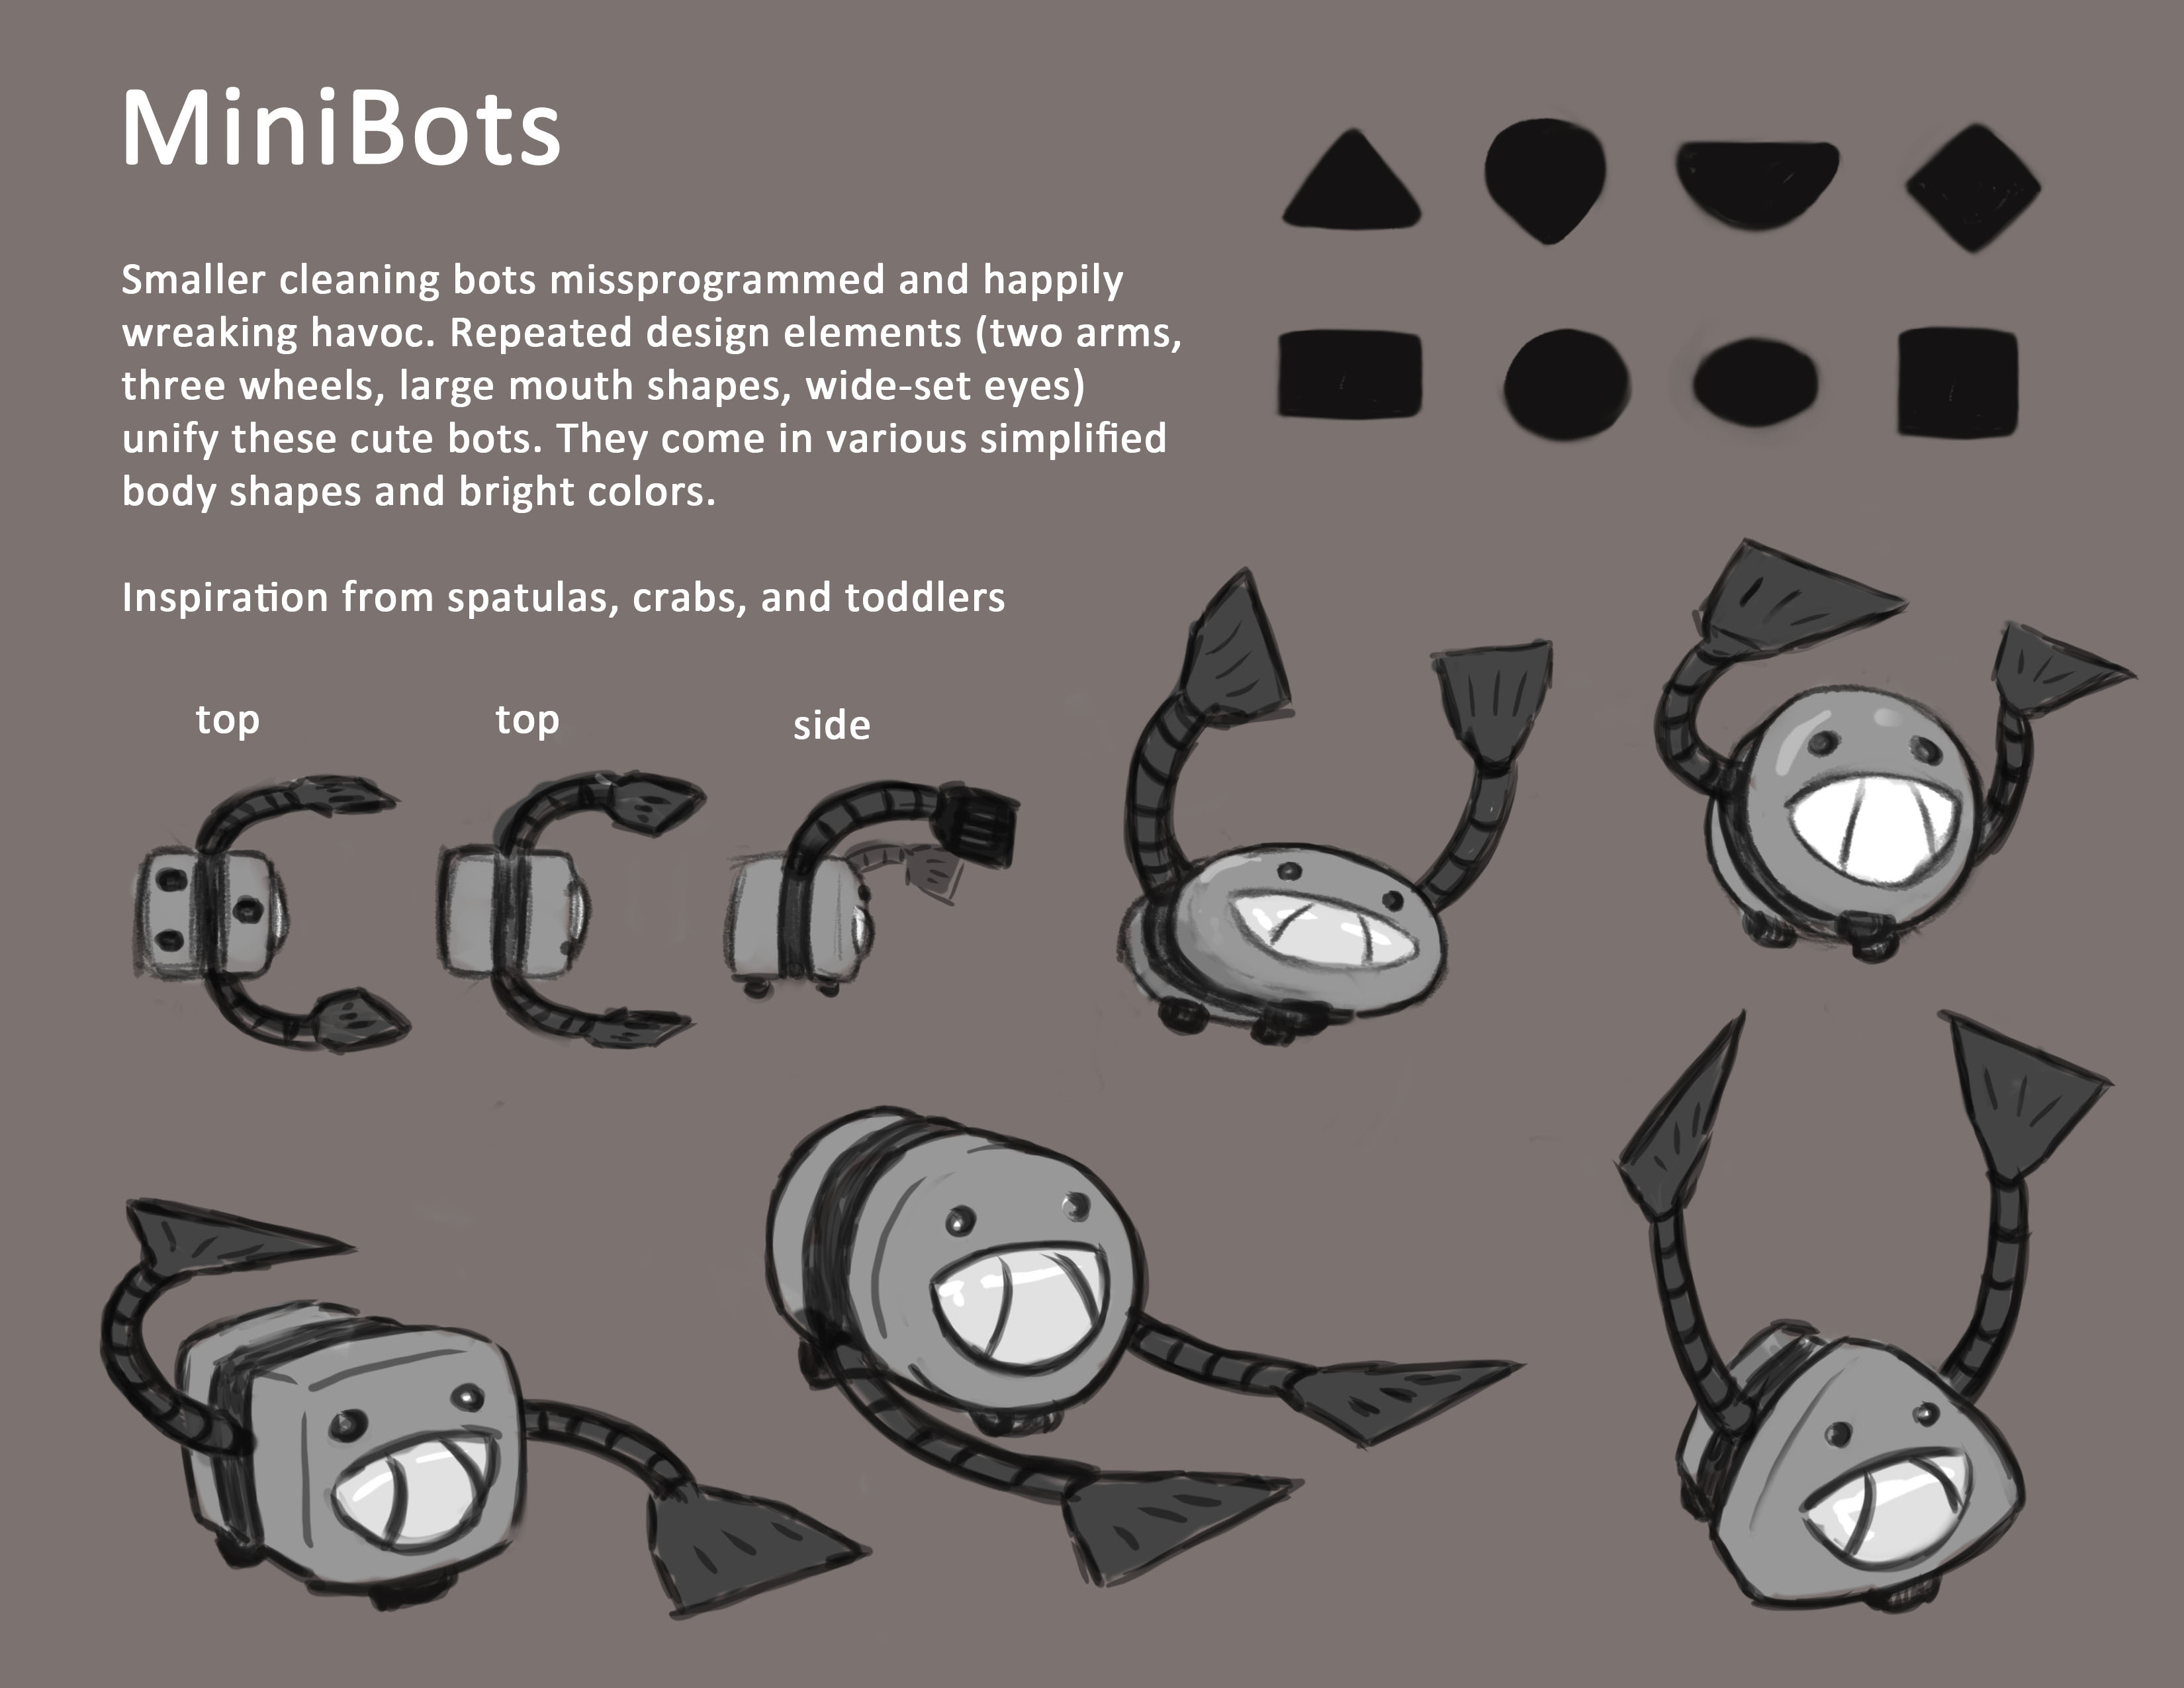 MiniBots
Smaller cleaning bots missprogrammed and happily
wreaking havoc. Repeated design elements (two arms,
three wheels, large mouth shapes, wide-set eyes)
unify these cute bots. They come in various simplified
body shapes and bright colors.
Inspiration from spatulas, crabs, and toddlers
top
top
side